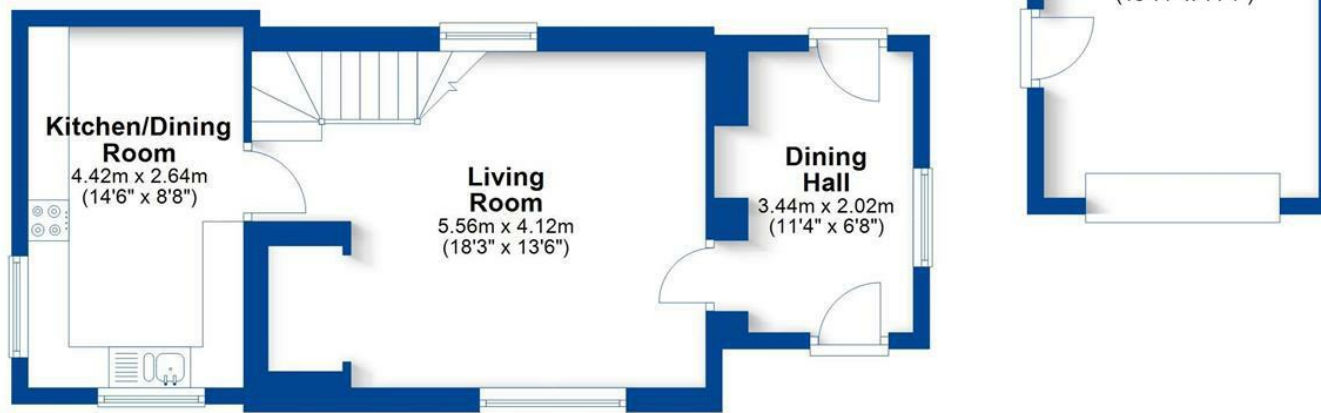 Kitchen/Dining
Room
4.42m x 2.64m
(14'6" x 8'8")
Living
Room
5.56m x 4.12m
(18'3" x 13'6")
Dining
Hall
3.44m x 2.02m
(11'4" x 6'8")